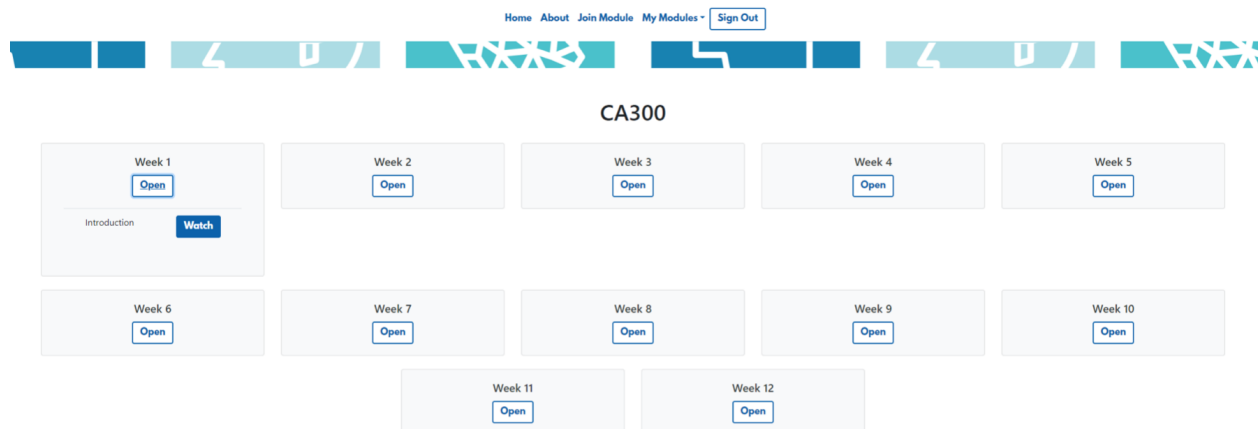 Home About Join Module My Modules Sign Out
CA300
Week 1 Week 2 Week 3 Week 4 Week 5
Open Open Open Open Open
Introduction Watch
Week 6 Week 7 Week 8 Week 9 Week 10
Open Open Open Open Open
Week 11 Week 12
Open Open